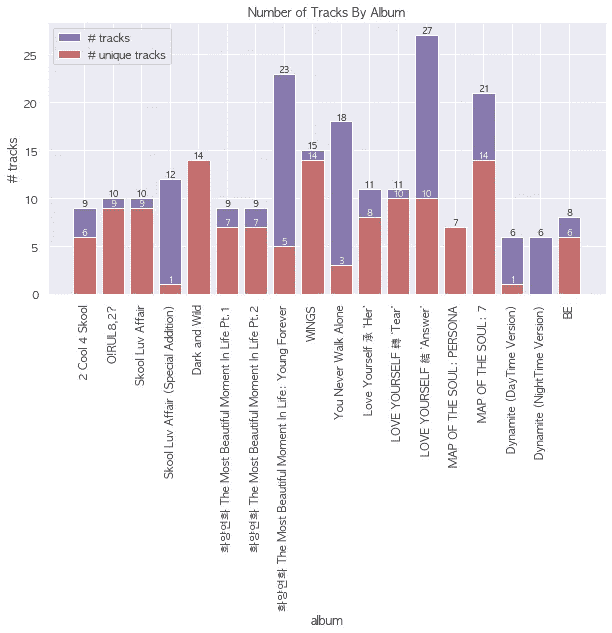 Number of Tracks By Album
# tracks
# unique tracks
# tracks
25
20
15
10
5
0
9
6
10
9
10
9
12
1
14
9
7
9
7
23
5
15
14
18
3
11
8
11
10
27
10
7
21
14
6
1
6
8
6
2 Cool 4 Skool
O!RUL8,2?
Skool Luv Affair
Skool Luv Affair (Special Addition)
Dark and Wild
화양연화 The Most Beautiful Moment In Life Pt.1
화양연화 The Most Beautiful Moment In Life Pt.2
화양연화 The Most Beautiful Moment In Life: Young Forever
WINGS
You Never Walk Alone
Love Yourself 承 'Her'
LOVE YOURSELF 轉 'Tear'
LOVE YOURSELF 結 'Answer'
MAP OF THE SOUL : PERSONA
MAP OF THE SOUL : 7
Dynamite (DayTime Version)
Dynamite (NightTime Version)
BE
album